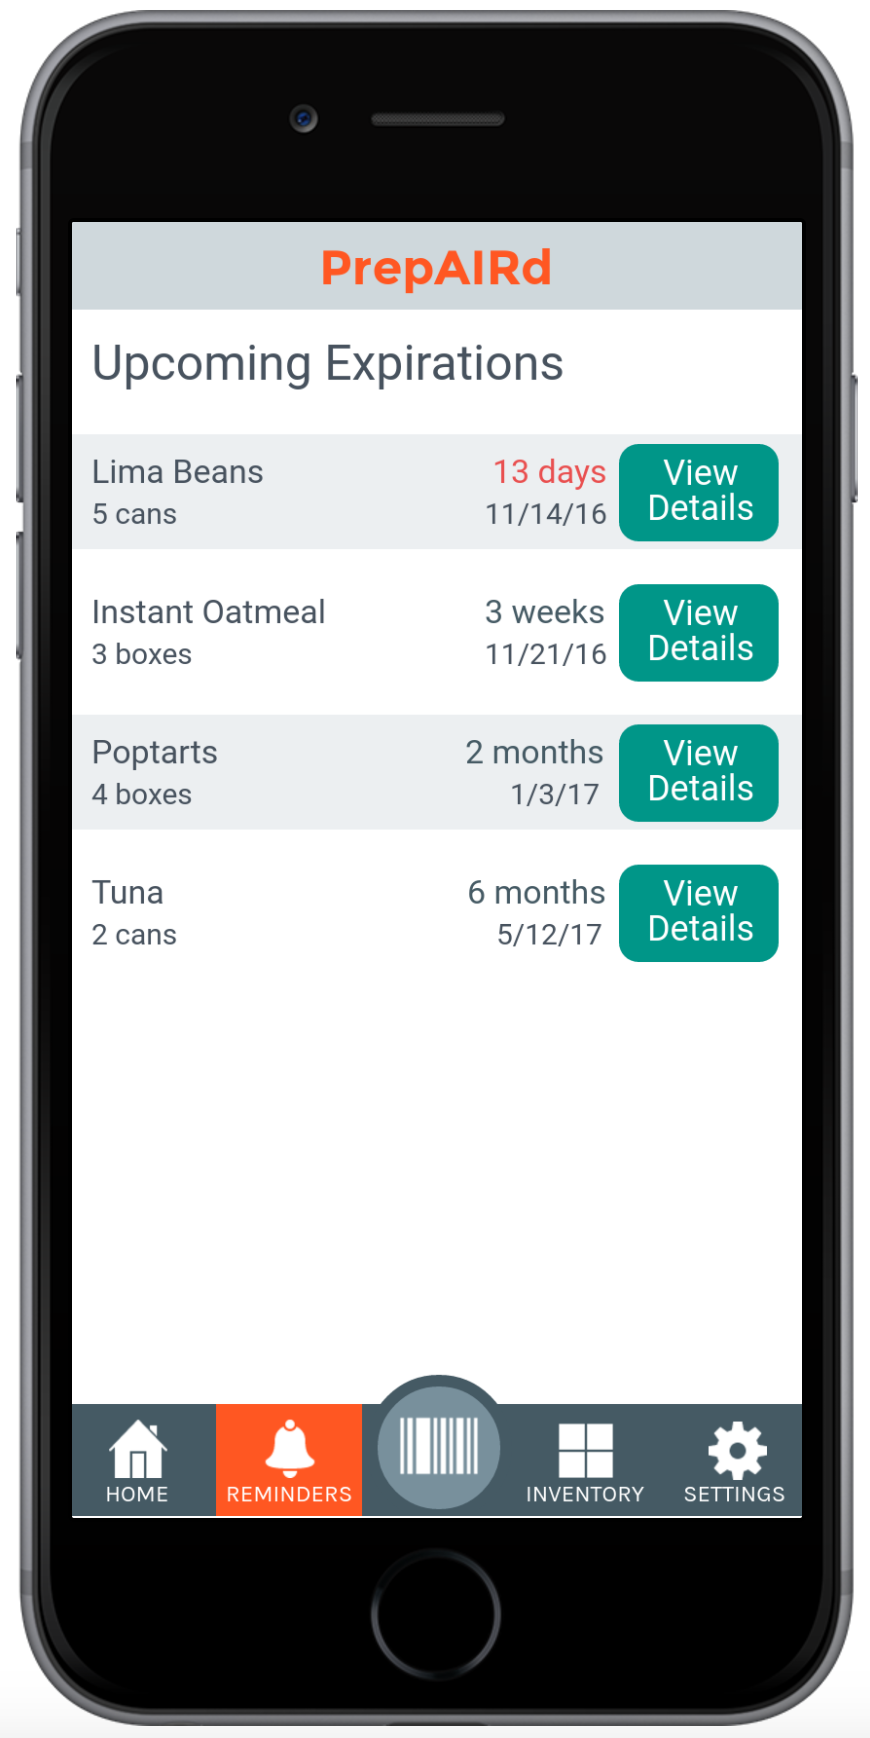 PrepAIRd
Upcoming Expirations
Lima Beans
5 cans
13 days
11/14/16
View
Details
Instant Oatmeal
3 boxes
3 weeks
11/21/16
View
Details
Poptarts
4 boxes
2 months
1/3/17
View
Details
Tuna
2 cans
6 months
5/12/17
View
Details
HOME
REMINDERS
INVENTORY
SETTINGS